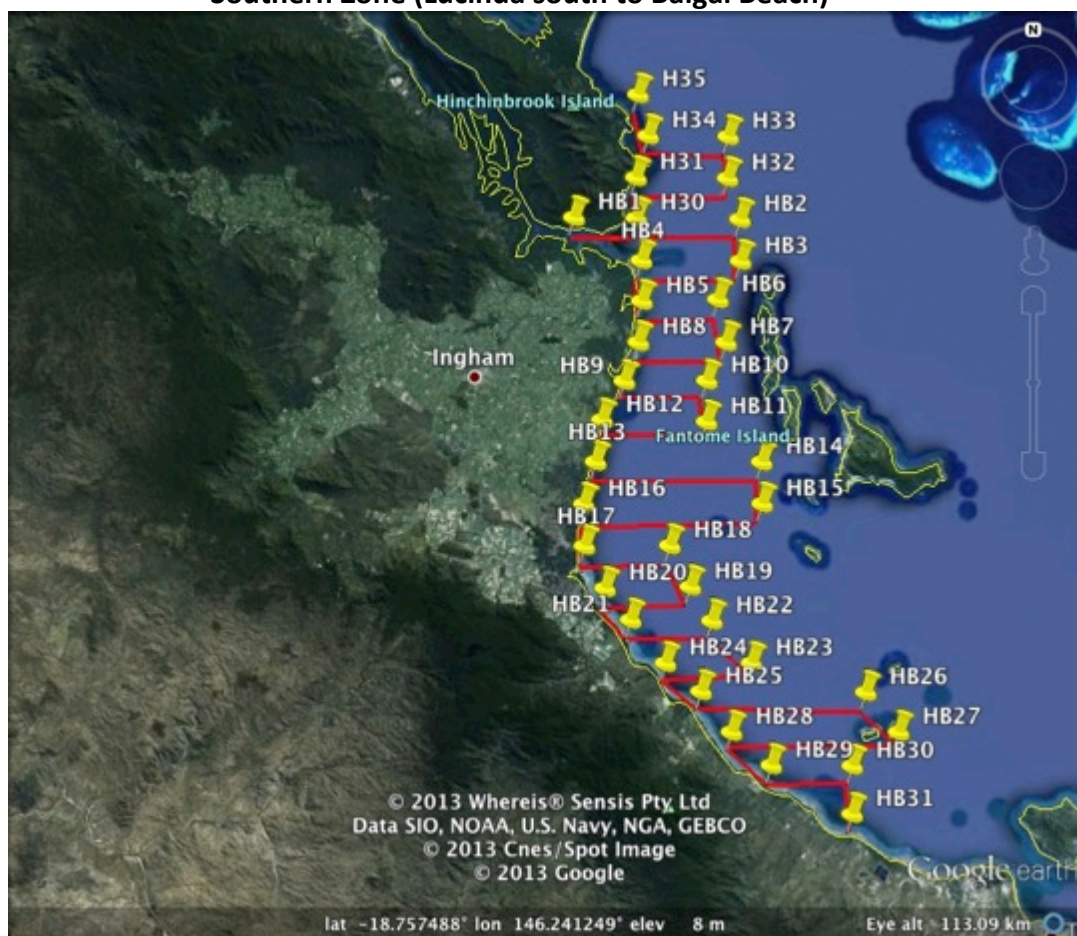 Southern Zone (Lucinda south to Balgal Beach)
N
H35
Hinchinbrook Island
H34
H33
H31
H32
HB1
H30
HB2
HB4
HB3
HB5
HB6
HB8
HB7
Ingham
HB9
HB10
HB12
HB11
HB13
Fantome Island
HB14
HB16
HB15
HB17
HB18
HB20
HB19
HB21
HB22
HB24
HB23
HB25
HB26
HB28
HB27
HB29
HB30
HB31
© 2013 Whereis® Sensis Pty Ltd
Data SIO, NOAA, U.S. Navy, NGA, GEBCO
© 2013 Cnes/Spot Image
© 2013 Google
Google earth
lat -18.757488° lon 146.241249° elev 8 m
Eye alt 113.09 km